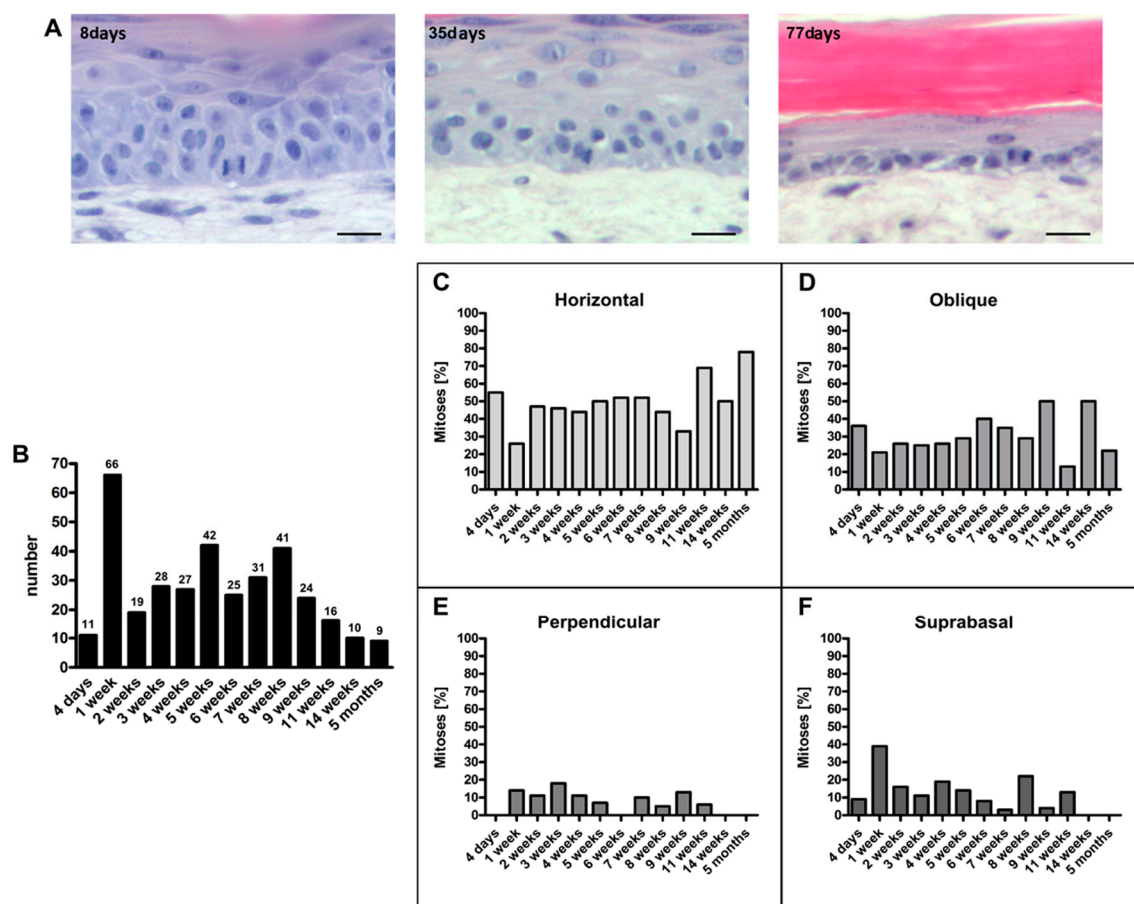 A
8days
35days
77days
B
number
70
60
50
40
30
20
10
0
11
66
19
28
27
42
25
31
41
24
16
10
9
4 days
1 week
2 weeks
3 weeks
4 weeks
5 weeks
6 weeks
7 weeks
8 weeks
9 weeks
11 weeks
14 weeks
5 months
C
Horizontal
Mitoses [%]
100
90
80
70
60
50
40
30
20
10
0
4 days
1 week
2 weeks
3 weeks
4 weeks
5 weeks
6 weeks
7 weeks
8 weeks
9 weeks
11 weeks
14 weeks
5 months
D
Oblique
Mitoses [%]
100
90
80
70
60
50
40
30
20
10
0
4 days
1 week
2 weeks
3 weeks
4 weeks
5 weeks
6 weeks
7 weeks
8 weeks
9 weeks
11 weeks
14 weeks
5 months
E
Perpendicular
Mitoses [%]
100
90
80
70
60
50
40
30
20
10
0
4 days
1 week
2 weeks
3 weeks
4 weeks
5 weeks
6 weeks
7 weeks
8 weeks
9 weeks
11 weeks
14 weeks
5 months
F
Suprabasal
Mitoses [%]
100
90
80
70
60
50
40
30
20
10
0
4 days
1 week
2 weeks
3 weeks
4 weeks
5 weeks
6 weeks
7 weeks
8 weeks
9 weeks
11 weeks
14 weeks
5 months